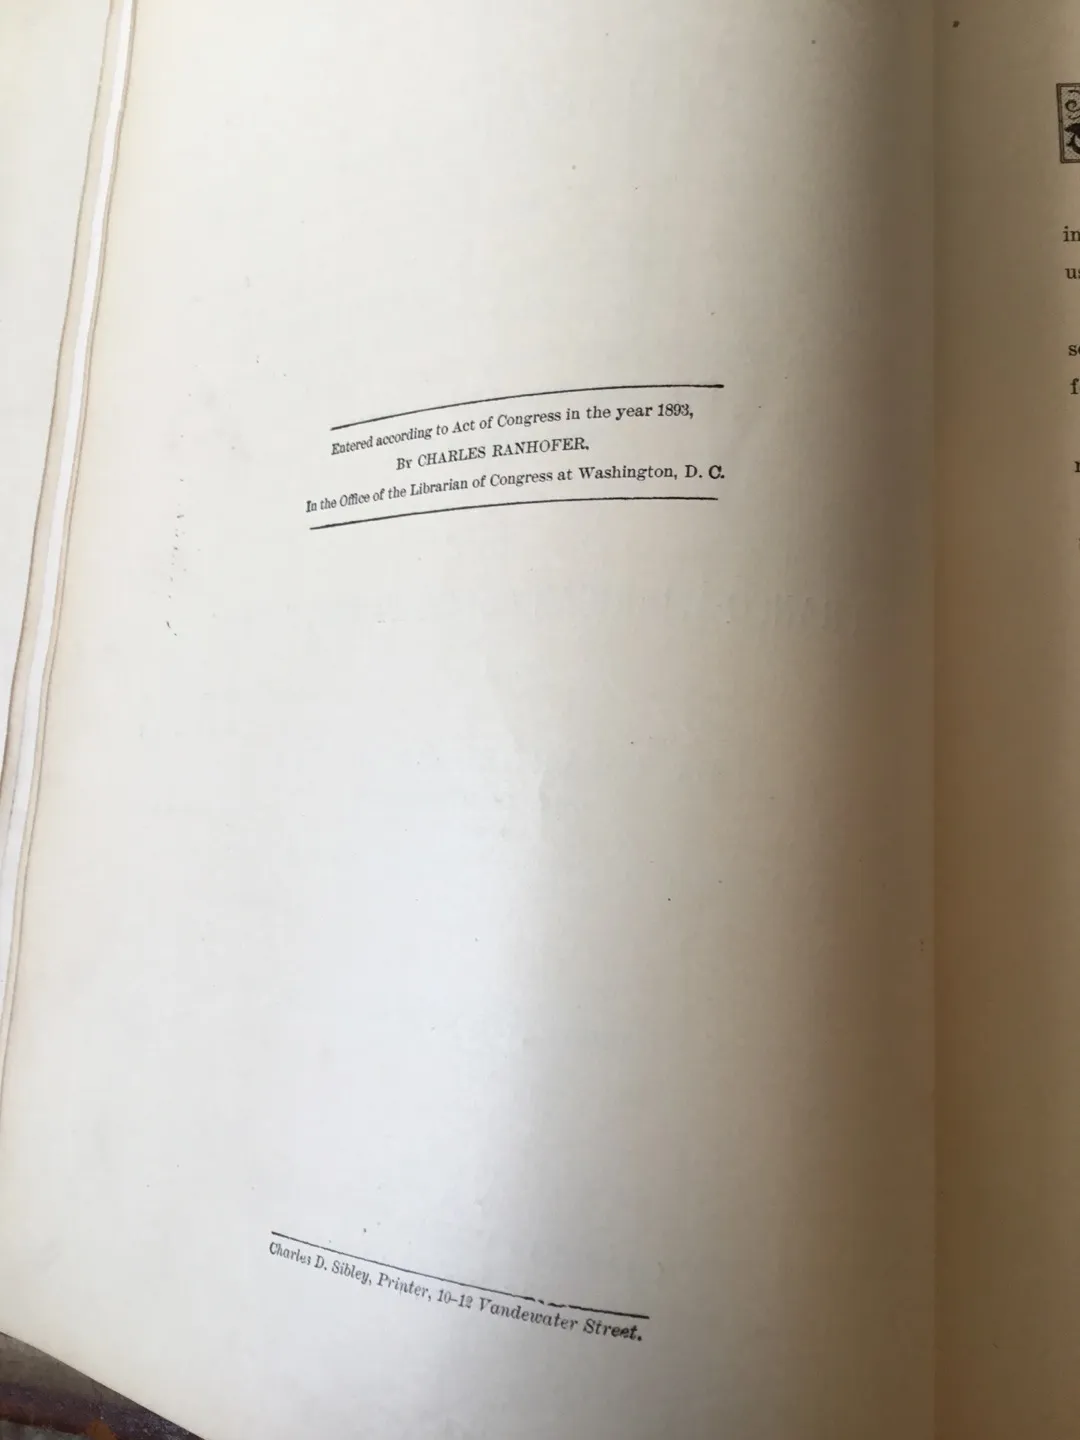 Entered according to Act of Congress in the year 1893,
By CHARLES RANHOFER,
In the Office of the Librarian of Congress at Washington, D. C.
Charles D. Sibley, Printer, 10-12 Vandewater Street.
in
f